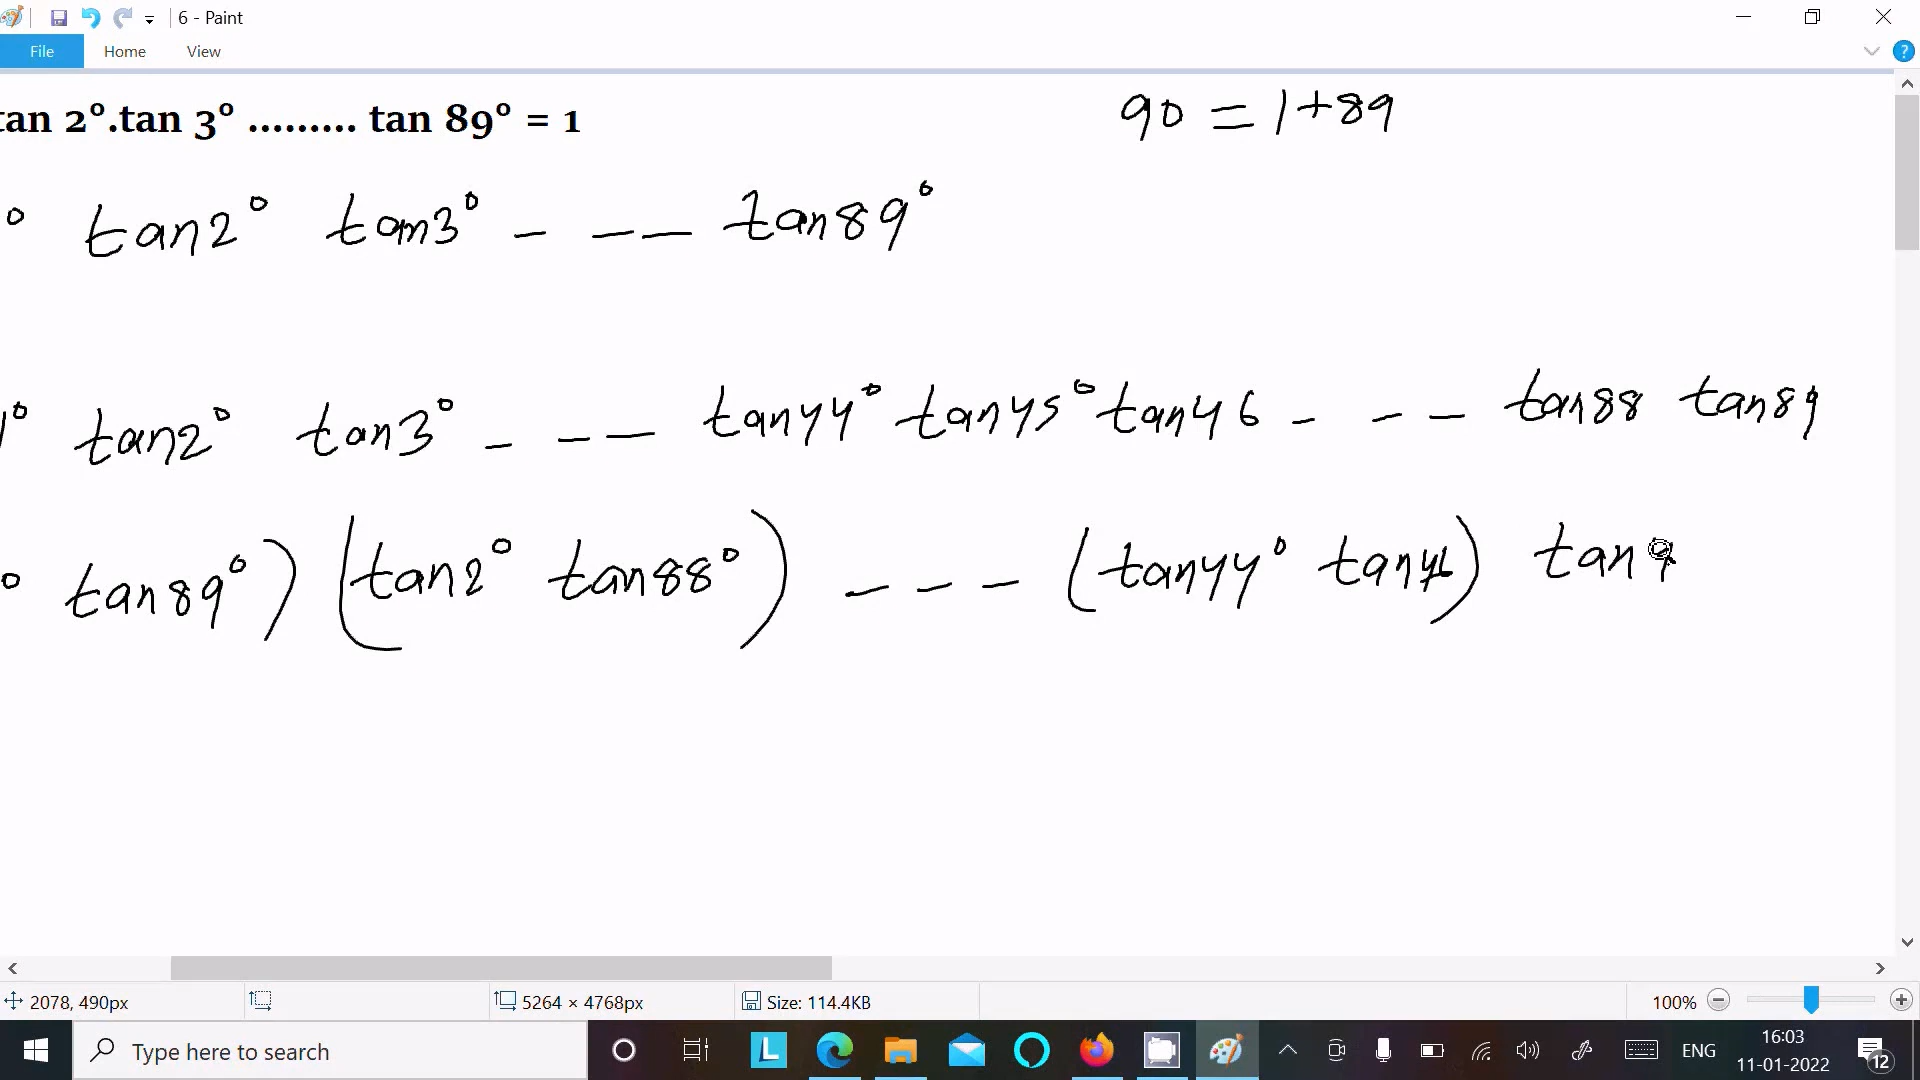 6 - Paint
File Home View
tan 2°.tan 3° ......... tan 89° = 1
90 = 1+89
° tan2° tan3° - - - tan89°
1° tan2° tan3° - - - tan44° tan45° tan46 - - - tan88 tan89
° tan89°) (tan2° tan88°) - - - (tan44° tan46) tan
2078, 490px 5264 × 4768px Size: 114.4KB 100%
Type here to search L ENG 16:03
11-01-2022 12